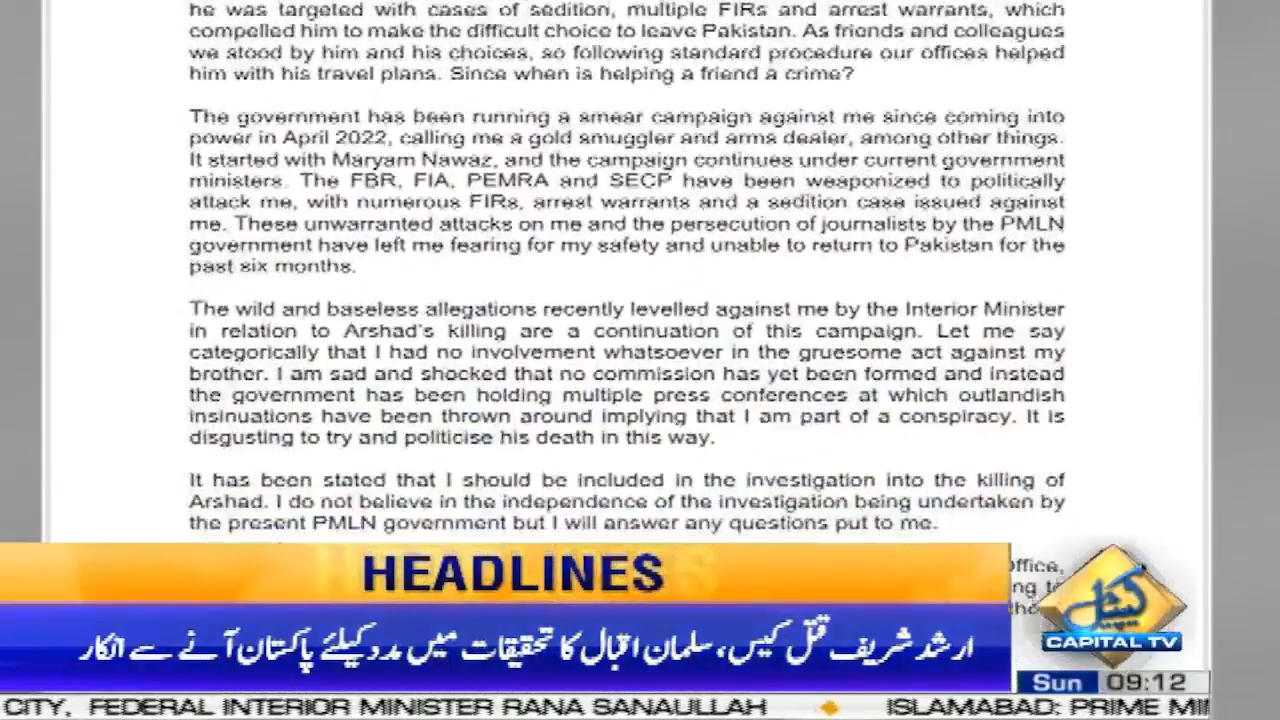 he was targeted with cases of sedition, multiple FIRs and arrest warrants, which
compelled him to make the difficult choice to leave Pakistan. As friends and colleagues
we stood by him and his choices, so following standard procedure our offices helped
him with his travel plans. Since when is helping a friend a crime?
The government has been running a smear campaign against me since coming into
power in April 2022, calling me a gold smuggler and arms dealer, among other things.
It started with Maryam Nawaz, and the campaign continues under current government
ministers. The FBR, FIA, PEMRA and SECP have been weaponized to politically
attack me, with numerous FIRs, arrest warrants and a sedition case issued against
me. These unwarranted attacks on me and the persecution of journalists by the PMLN
government have left me fearing for my safety and unable to return to Pakistan for the
past six months.
The wild and baseless allegations recently levelled against me by the Interior Minister
in relation to Arshad's killing are a continuation of this campaign. Let me say
categorically that I had no involvement whatsoever in the gruesome act against my
brother. I am sad and shocked that no commission has yet been formed and instead
the government has been holding multiple press conferences at which outlandish
insinuations have been thrown around implying that I am part of a conspiracy. It is
disgusting to try and politicise his death in this way.
It has been stated that I should be included in the investigation into the killing of
Arshad. I do not believe in the independence of the investigation being undertaken by
the present PMLN government but I will answer any questions put to me.
office,
HEADLINES
ارشد شریف قتل کیس، سلمان اقبال کا تحقیقات میں مدد کیلئے پاکستان آنے سے انکار
کیپیٹل
CAPITAL TV
Sun 09:12
CITY, FEDERAL INTERIOR MINISTER RANA SANAULLAH ISLAMABAD: PRIME MI